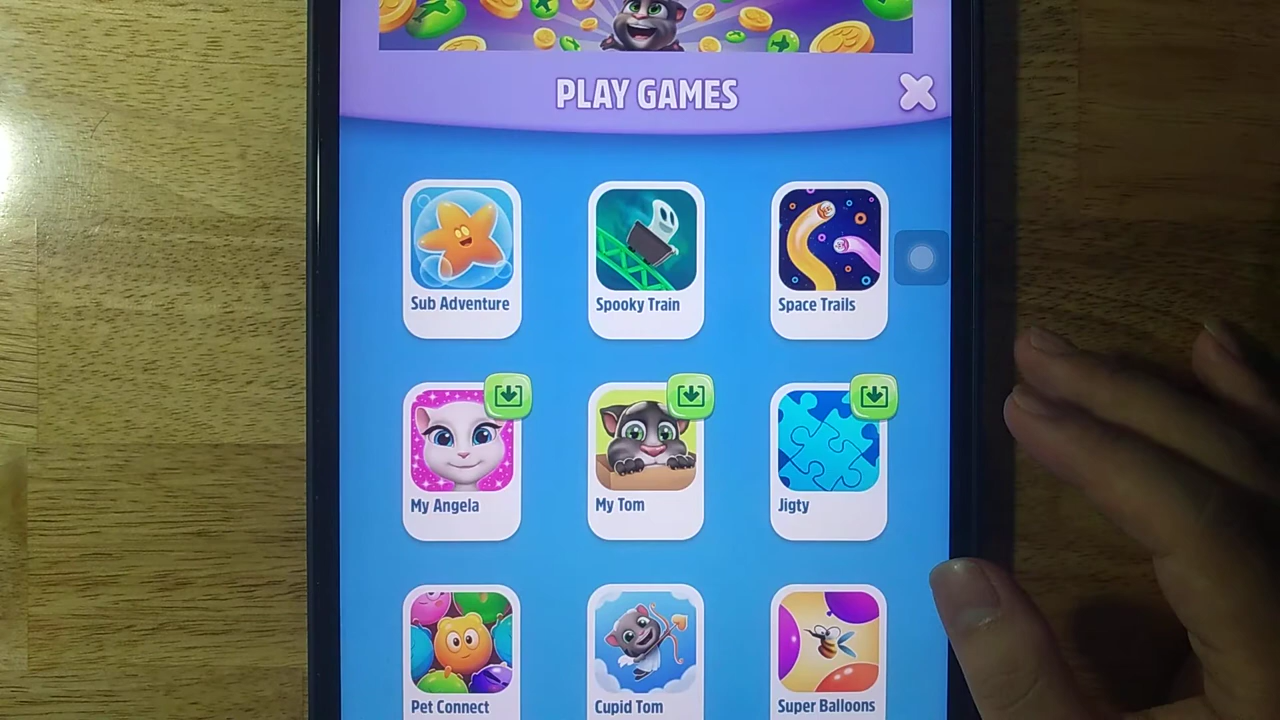 PLAY GAMES
Sub Adventure
Spooky Train
Space Trails
My Angela
My Tom
Jigty
Pet Connect
Cupid Tom
Super Balloons